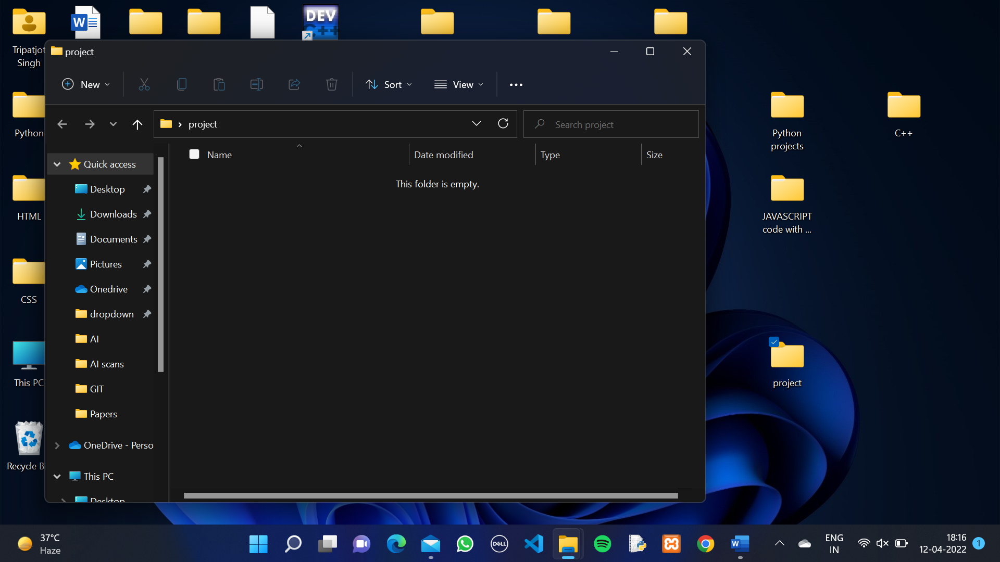 W
DEV
C++
Tripatjot
Singh
Python
HTML
CSS
This PC
Recycle Bi
project
New
Sort
View
project
Search project
Name
Date modified
Type
Size
This folder is empty.
Quick access
Desktop
Downloads
Documents
Pictures
Onedrive
dropdown
AI
AI scans
GIT
Papers
OneDrive - Perso
This PC
Desktop
Python
projects
C++
JAVASCRIPT
code with ...
project
37°C
Haze
DELL
W
ENG
IN
18:16
12-04-2022
1